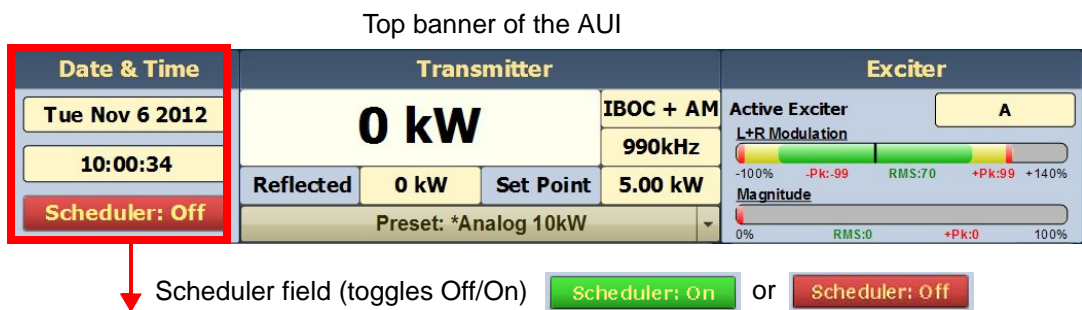 Top banner of the AUI
Date & Time
Tue Nov 6 2012
10:00:34
Scheduler: Off
Transmitter
0 kW
IBOC + AM
990kHz
Reflected 0 kW Set Point 5.00 kW
Preset: *Analog 10kW
Exciter
Active Exciter A
L+R Modulation
-100% -Pk:-99 RMS:70 +Pk:99 +140%
Magnitude
0% RMS:0 +Pk:0 100%
Scheduler field (toggles Off/On) Scheduler: On or Scheduler: Off